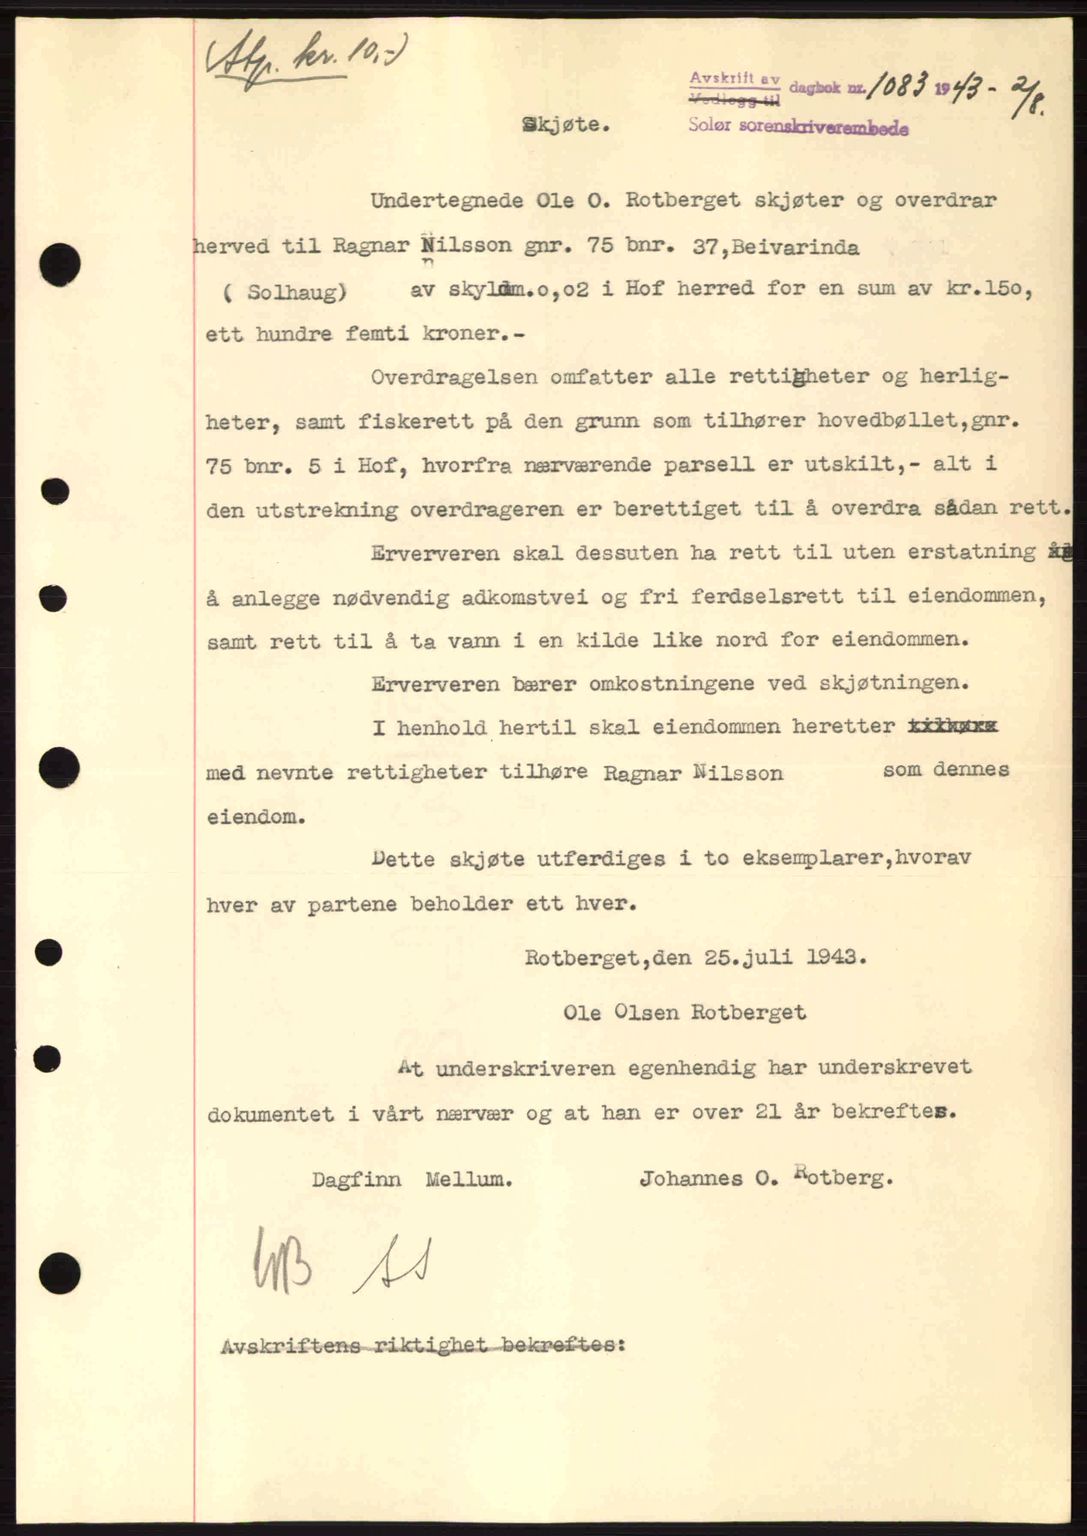 (Stp. kr. 10,-)
Avskrift av
Vedlegg til
dagbok nr. 1083 1943 - 2/8.
Solør sorenskriverembede
Skjøte.
Undertegnede Ole O. Rotberget skjøter og overdrar
herved til Ragnar Nilsson gnr. 75 bnr. 37,Beivarinda
( Solhaug) av skyldm.o,o2 i Hof herred for en sum av kr.15o,
ett hundre femti kroner.-
Overdragelsen omfatter alle rettigheter og herlig-
heter, samt fiskerett på den grunn som tilhører hovedbøllet,gnr.
75 bnr. 5 i Hof, hvorfra nærværende parsell er utskilt,- alt i
den utstrekning overdrageren er berettiget til å overdra sådan rett.
Erververen skal dessuten ha rett til uten erstatning
å anlegge nødvendig adkomstvei og fri ferdselsrett til eiendommen,
samt rett til å ta vann i en kilde like nord for eiendommen.
Erververen bærer omkostningene ved skjøtningen.
I henhold hertil skal eiendommen heretter tilhøre
med nevnte rettigheter tilhøre Ragnar Nilsson som dennes
eiendom.
Dette skjøte utferdiges i to eksemplarer,hvorav
hver av partene beholder ett hver.
Rotberget,den 25.juli 1943.
Ole Olsen Rotberget
At underskriveren egenhendig har underskrevet
dokumentet i vårt nærvær og at han er over 21 år bekreftes.
Dagfinn Mellum. Johannes O. Rotberg.
Avskriftens riktighet bekreftes: